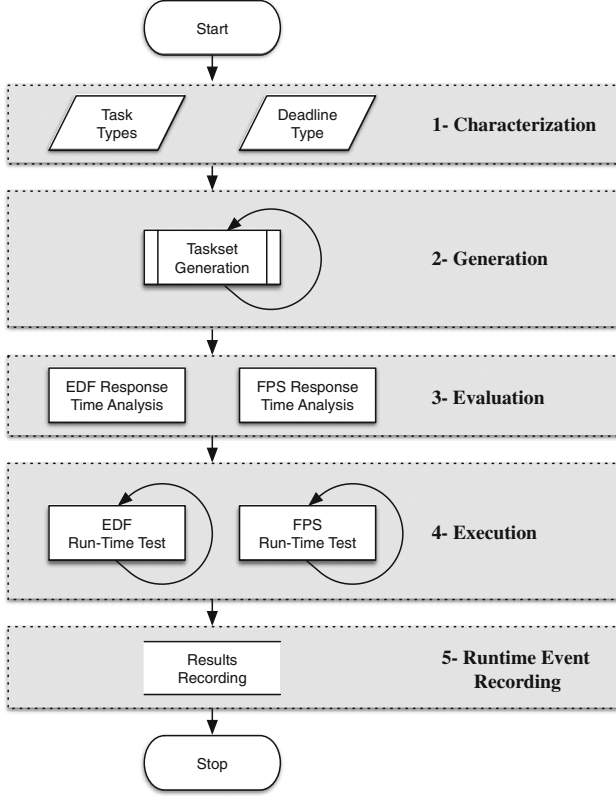 Start
Task
Types
Deadline
Type
1- Characterization
Taskset
Generation
2- Generation
EDF Response
Time Analysis
FPS Response
Time Analysis
3- Evaluation
EDF
Run-Time Test
FPS
Run-Time Test
4- Execution
Results
Recording
5- Runtime Event
Recording
Stop